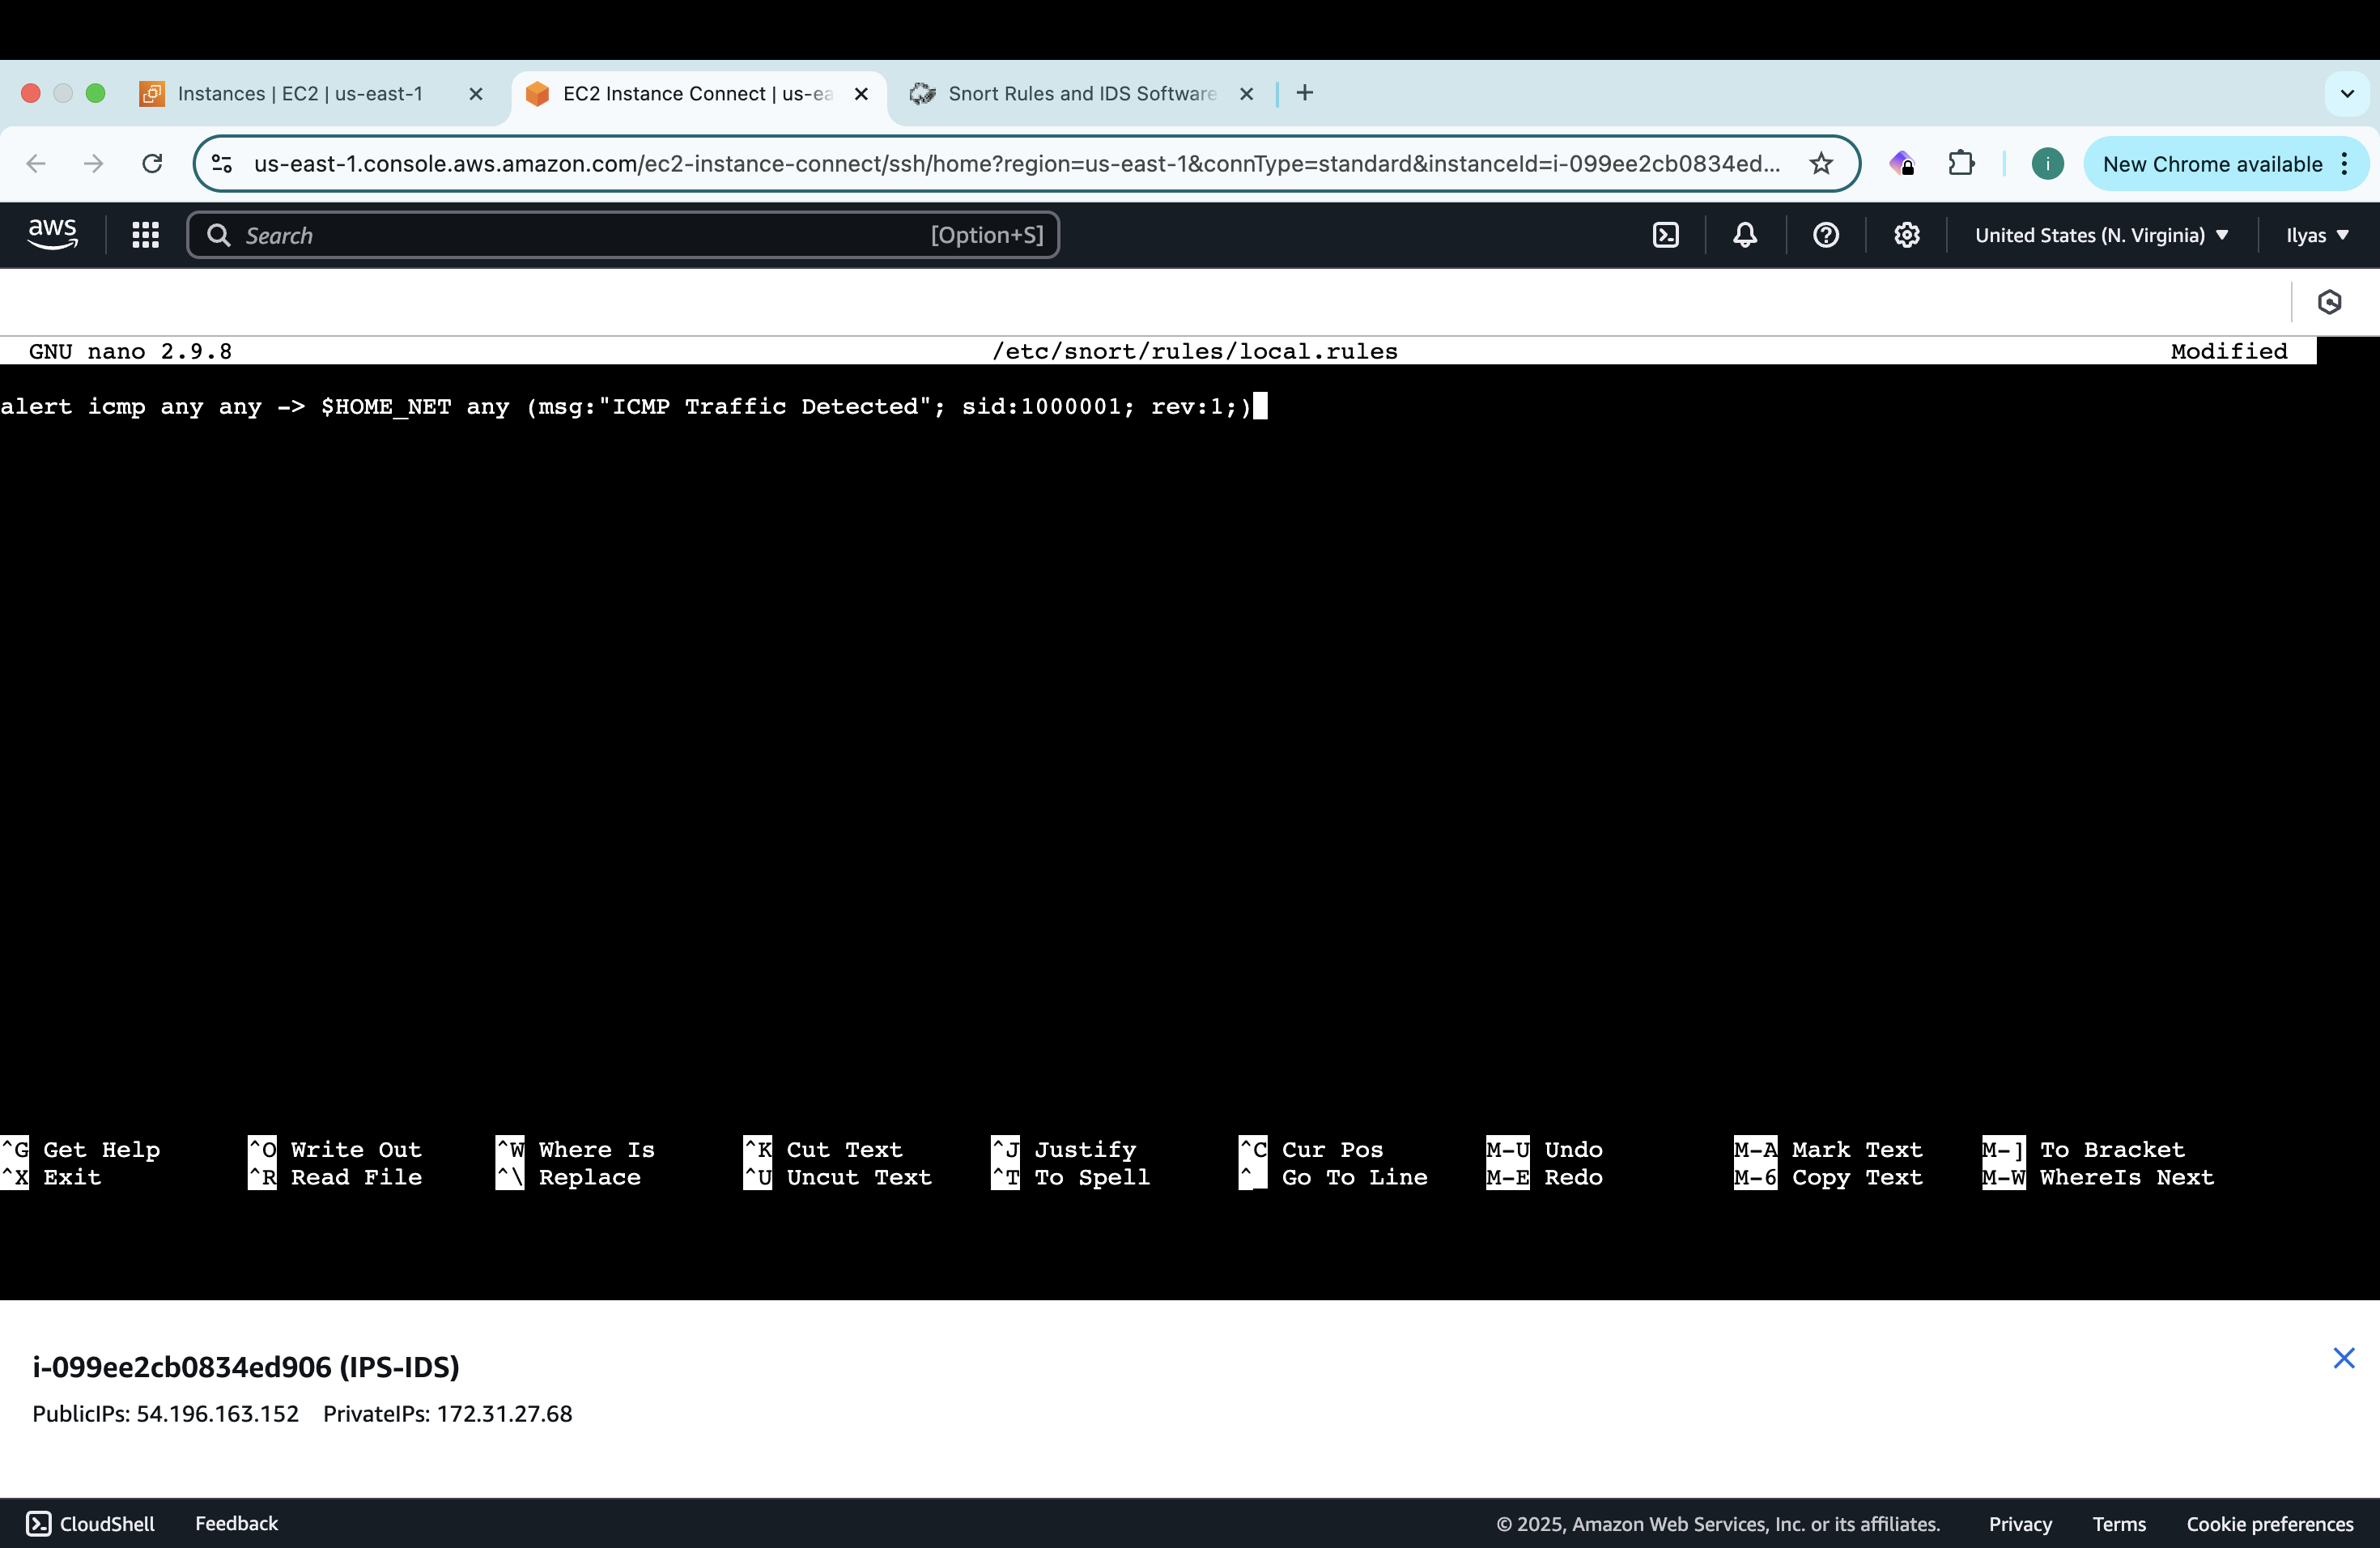 Instances | EC2 | us-east-1
EC2 Instance Connect | us-ea
Snort Rules and IDS Software
us-east-1.console.aws.amazon.com/ec2-instance-connect/ssh/home?region=us-east-1&connType=standard&instanceId=i-099ee2cb0834ed...
i
New Chrome available
aws
Search
[Option+S]
United States (N. Virginia)
Ilyas
GNU nano 2.9.8 /etc/snort/rules/local.rules Modified
alert icmp any any -> $HOME_NET any (msg:"ICMP Traffic Detected"; sid:1000001; rev:1;)
^G Get Help ^O Write Out ^W Where Is ^K Cut Text ^J Justify ^C Cur Pos M-U Undo M-A Mark Text M-] To Bracket
^X Exit ^R Read File ^\ Replace ^U Uncut Text ^T To Spell ^_ Go To Line M-E Redo M-6 Copy Text M-W WhereIs Next
i-099ee2cb0834ed906 (IPS-IDS)
PublicIPs: 54.196.163.152 PrivateIPs: 172.31.27.68
CloudShell Feedback © 2025, Amazon Web Services, Inc. or its affiliates. Privacy Terms Cookie preferences